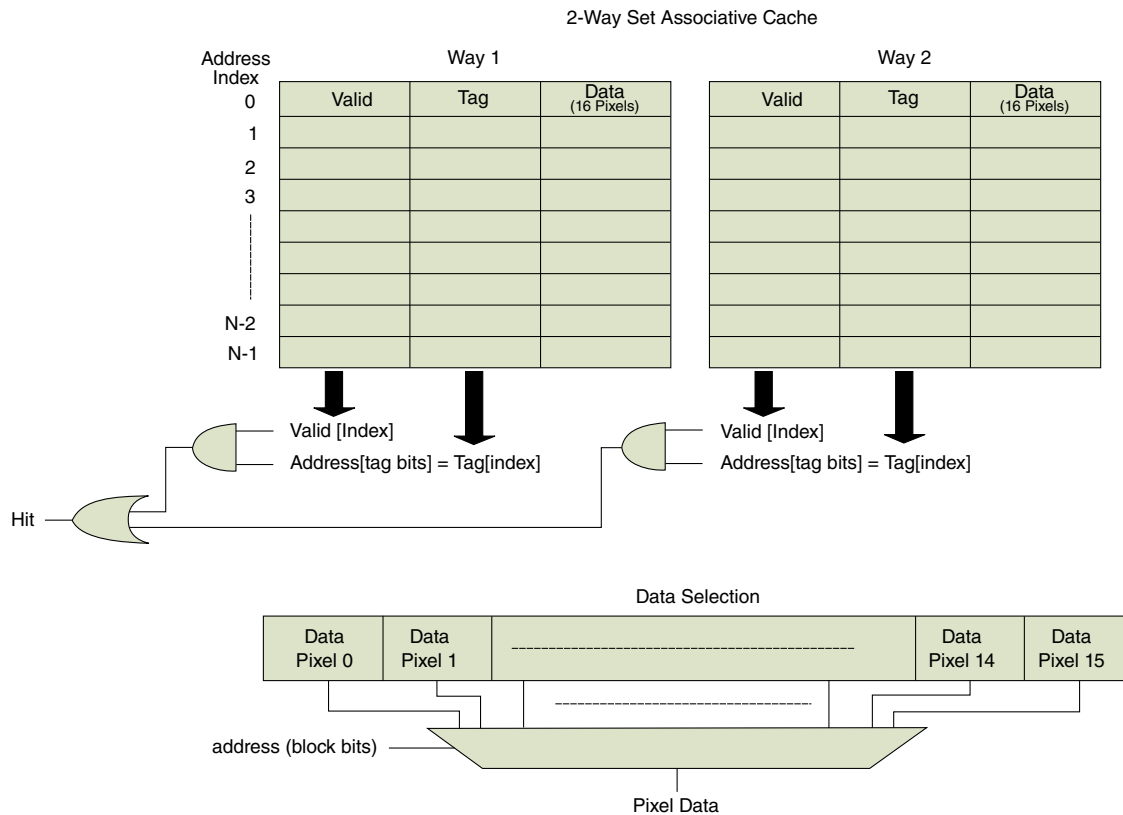 2-Way Set Associative Cache
Address
Index
Way 1
Way 2
0
Valid
Tag
Data
(16 Pixels)
Valid
Tag
Data
(16 Pixels)
1
2
3
N-2
N-1
Valid [Index]
Address[tag bits] = Tag[index]
Valid [Index]
Address[tag bits] = Tag[index]
Hit
Data Selection
Data
Pixel 0
Data
Pixel 1
Data
Pixel 14
Data
Pixel 15
address (block bits)
Pixel Data